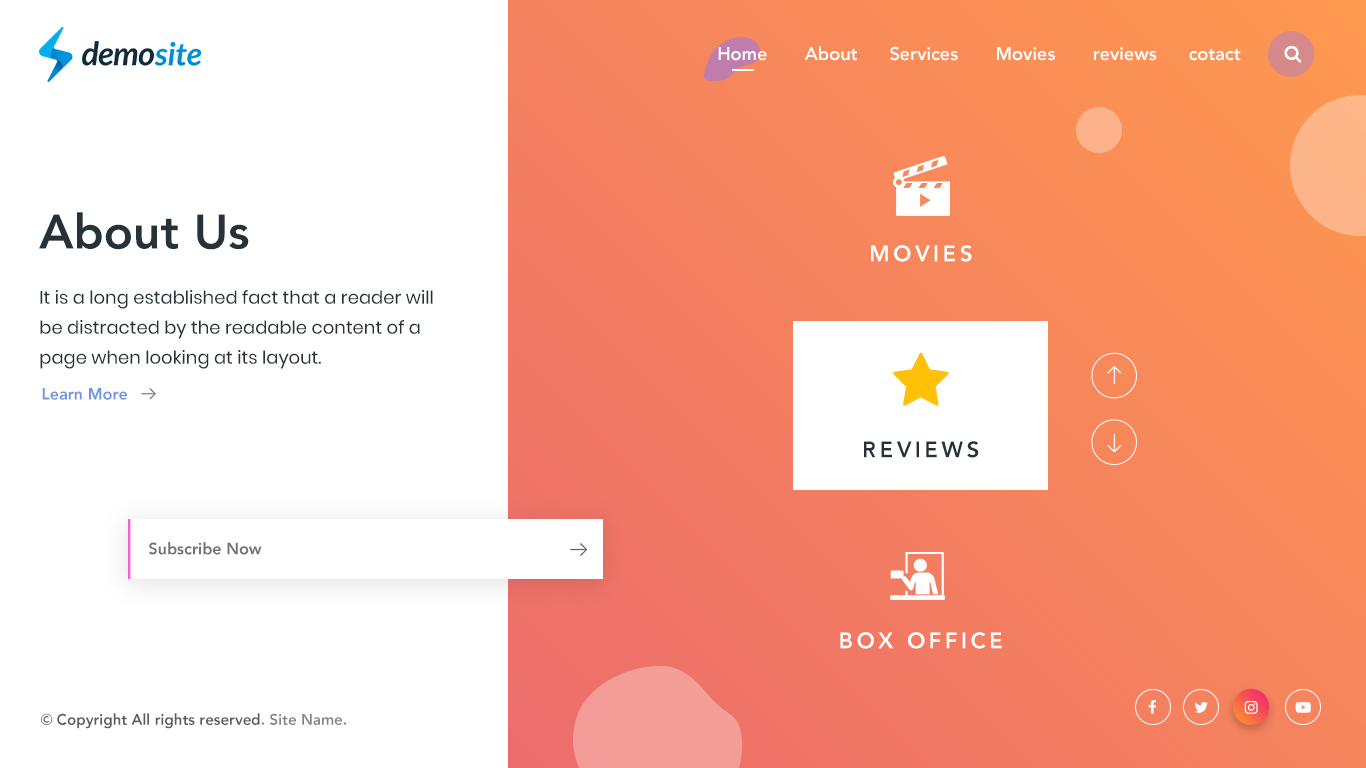 demosite
Home About Services Movies reviews cotact
MOVIES
About Us
It is a long established fact that a reader will
be distracted by the readable content of a
page when looking at its layout.
Learn More
REVIEWS
Subscribe Now
BOX OFFICE
© Copyright All rights reserved. Site Name.